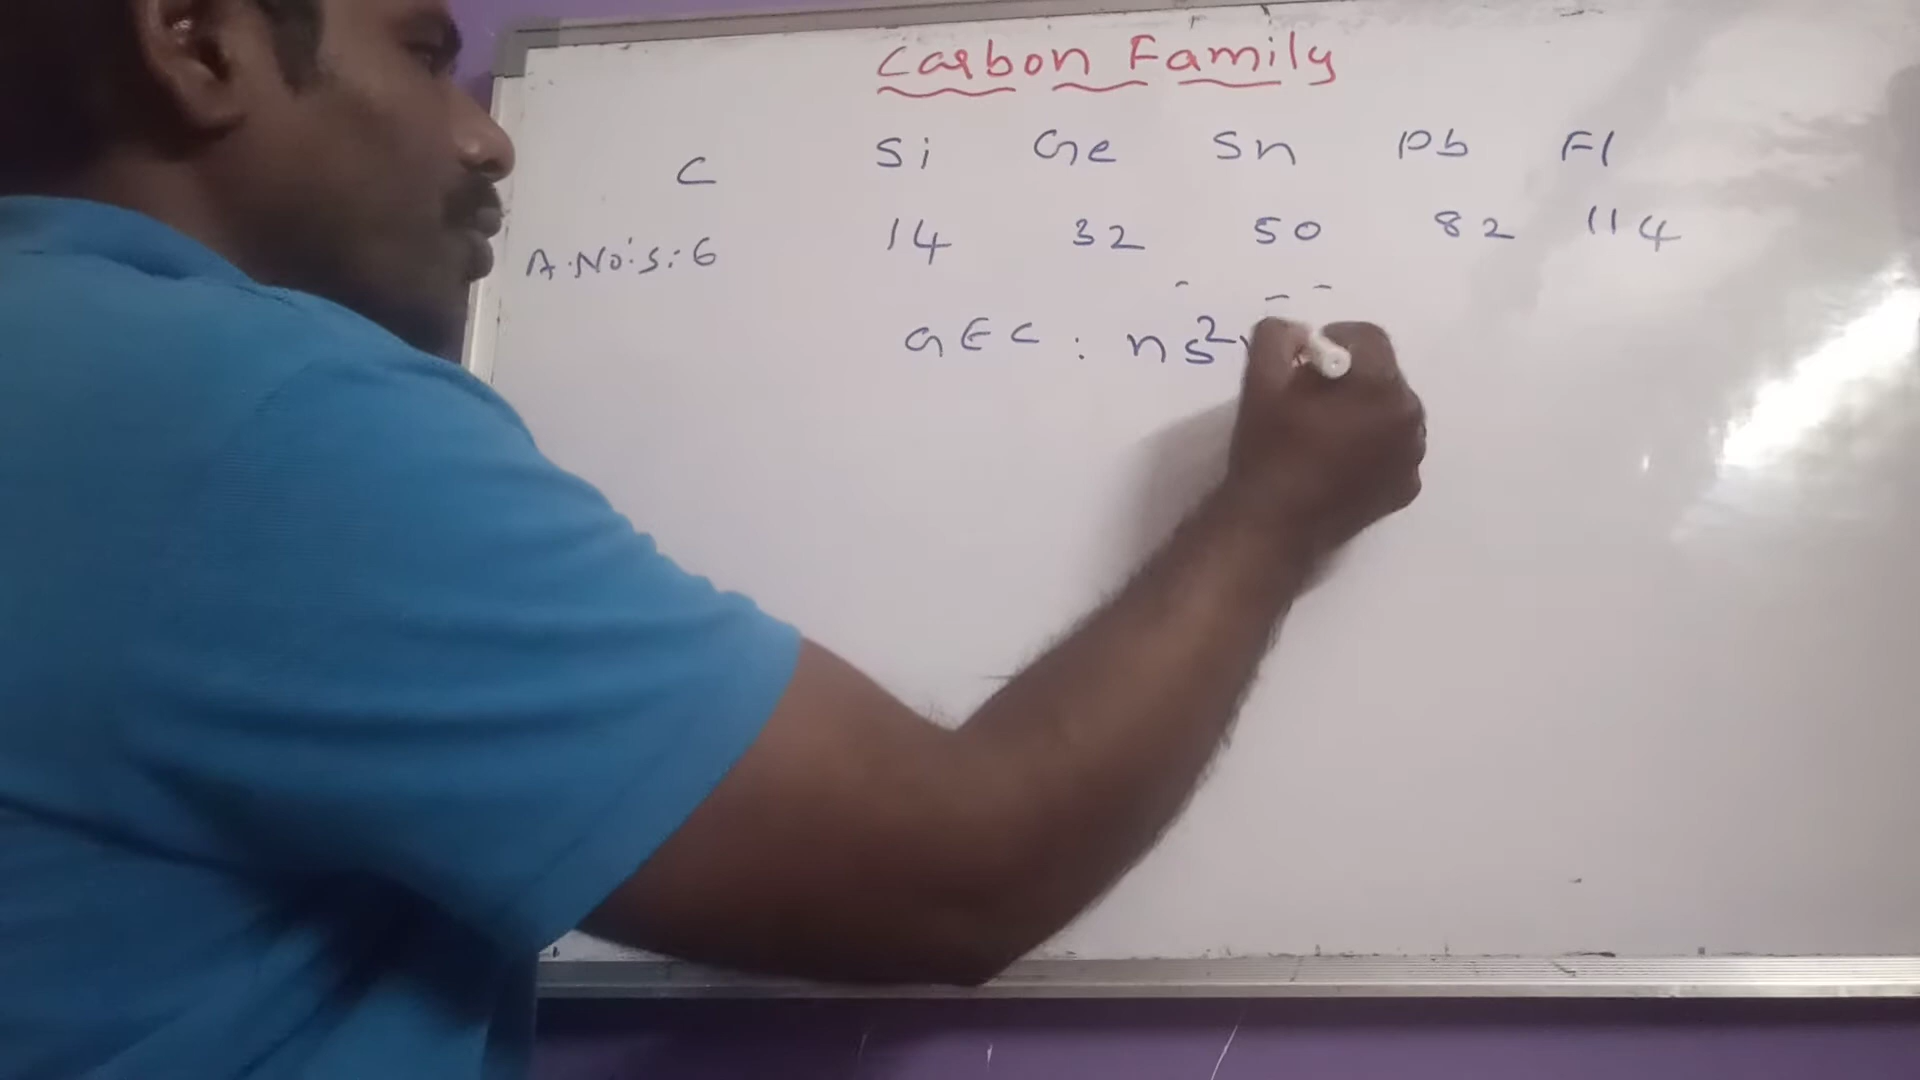 Carbon Family
C Si Ge Sn Pb Fl
A.No's: 6 14 32 50 82 114
GEC : ns²